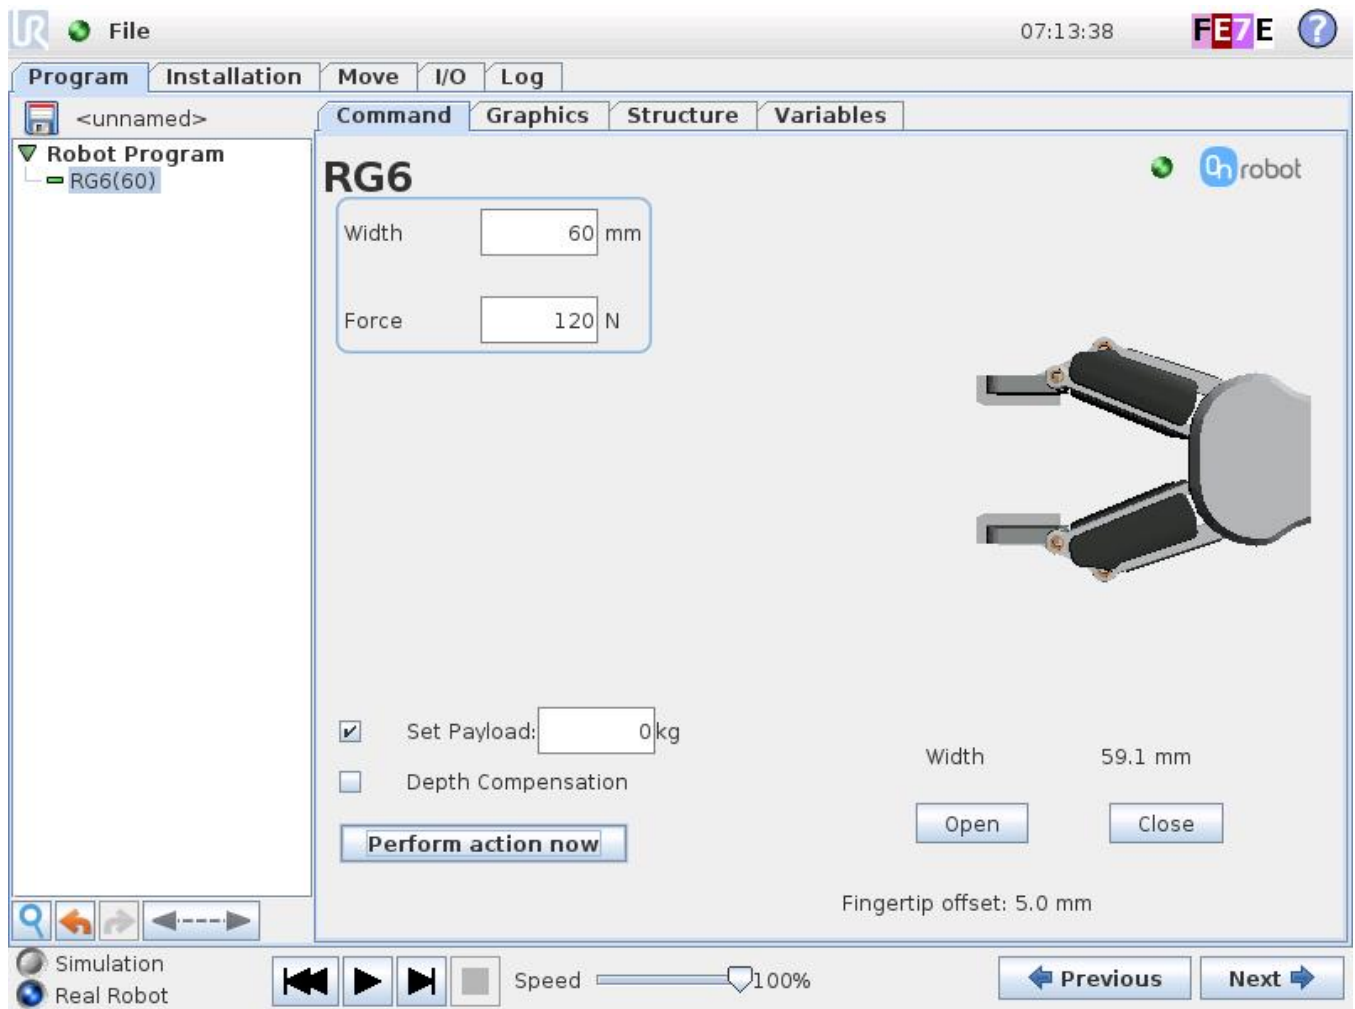 UR File 07:13:38 FE7E ?
Program Installation Move I/O Log
<unnamed>
Command Graphics Structure Variables
Robot Program
RG6(60)
RG6
On robot
Width 60 mm
Force 120 N
Set Payload: 0 kg
Depth Compensation
Perform action now
Width 59.1 mm
Open Close
Fingertip offset: 5.0 mm
Simulation
Real Robot
Speed 100%
Previous Next